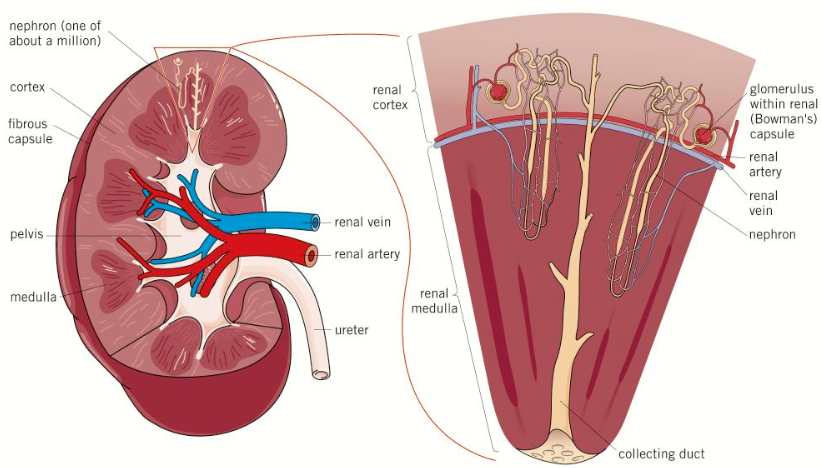 nephron (one of
about a million)
cortex
fibrous
capsule
pelvis
medulla
renal vein
renal artery
ureter
renal
cortex
renal
medulla
glomerulus
within renal
(Bowman's)
capsule
renal
artery
renal
vein
nephron
collecting duct